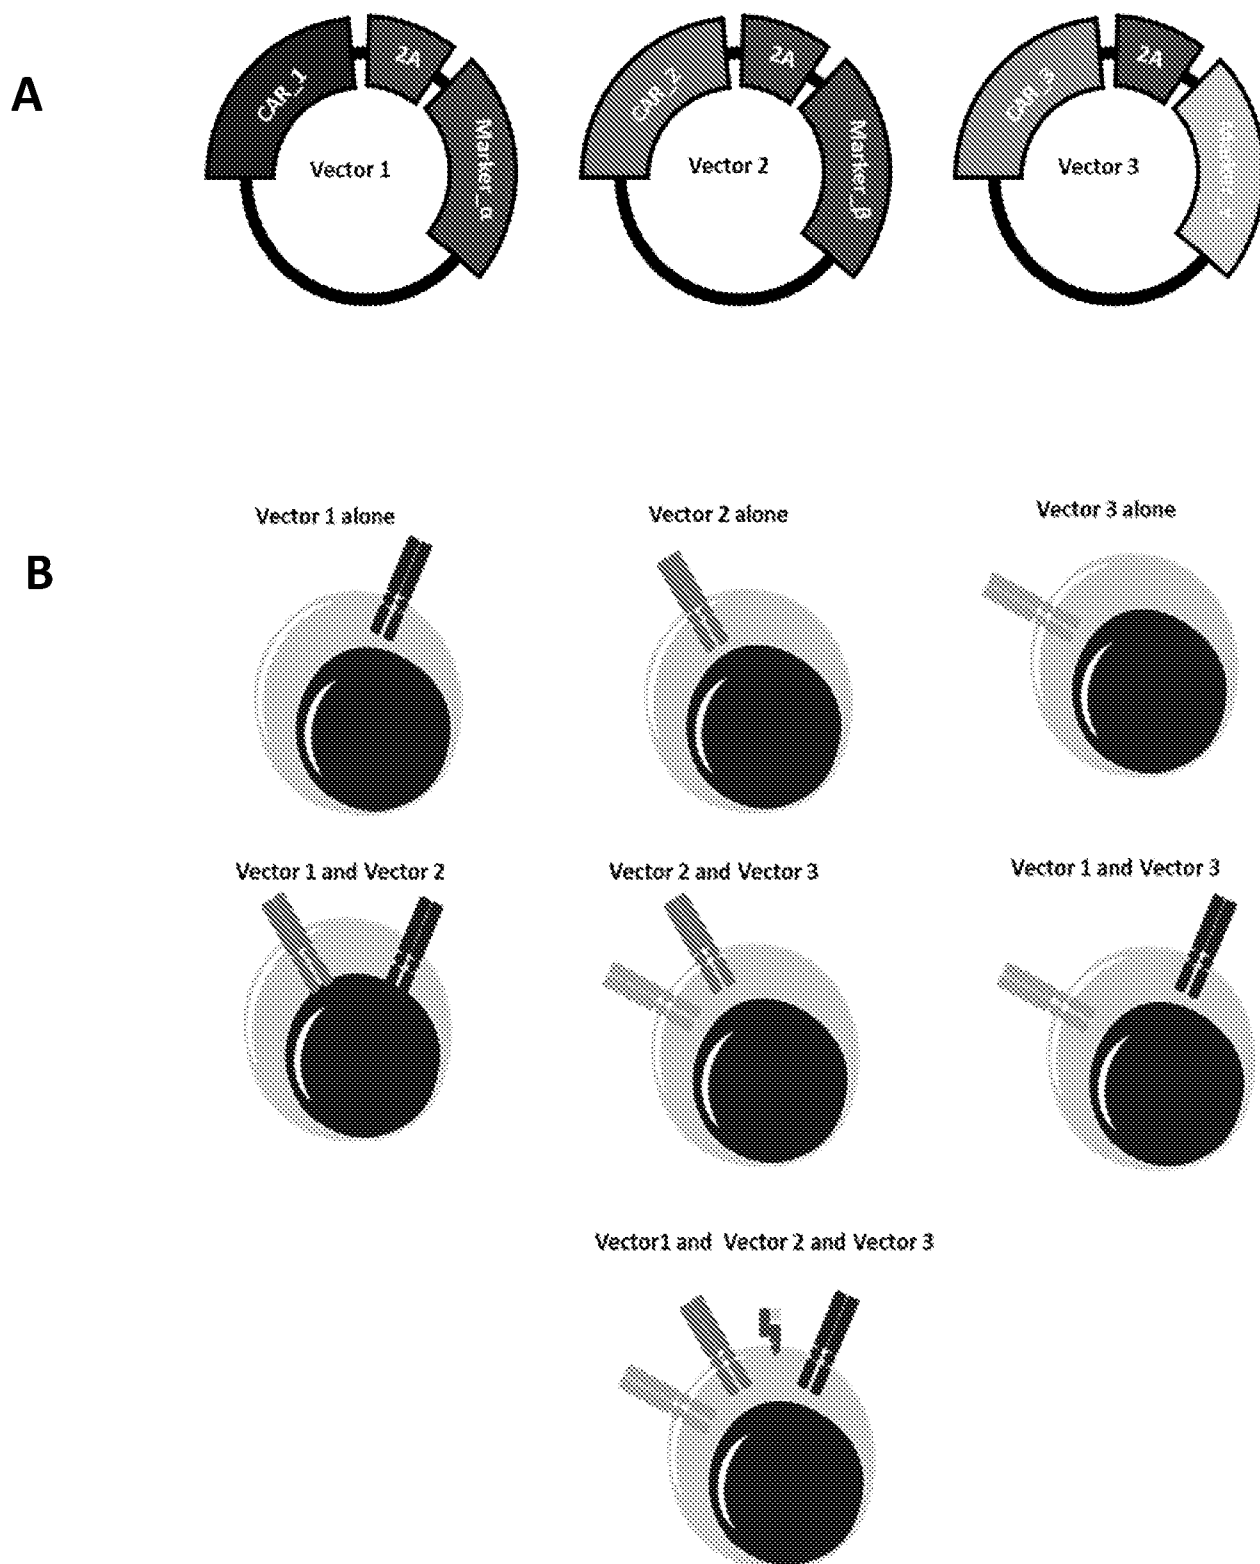 A
CAR_1
2A
Marker_α
Vector 1
CAR_2
2A
Marker_β
Vector 2
CAR_3
2A
Vector 3
B
Vector 1 alone
Vector 2 alone
Vector 3 alone
Vector 1 and Vector 2
Vector 2 and Vector 3
Vector 1 and Vector 3
Vector1 and Vector 2 and Vector 3